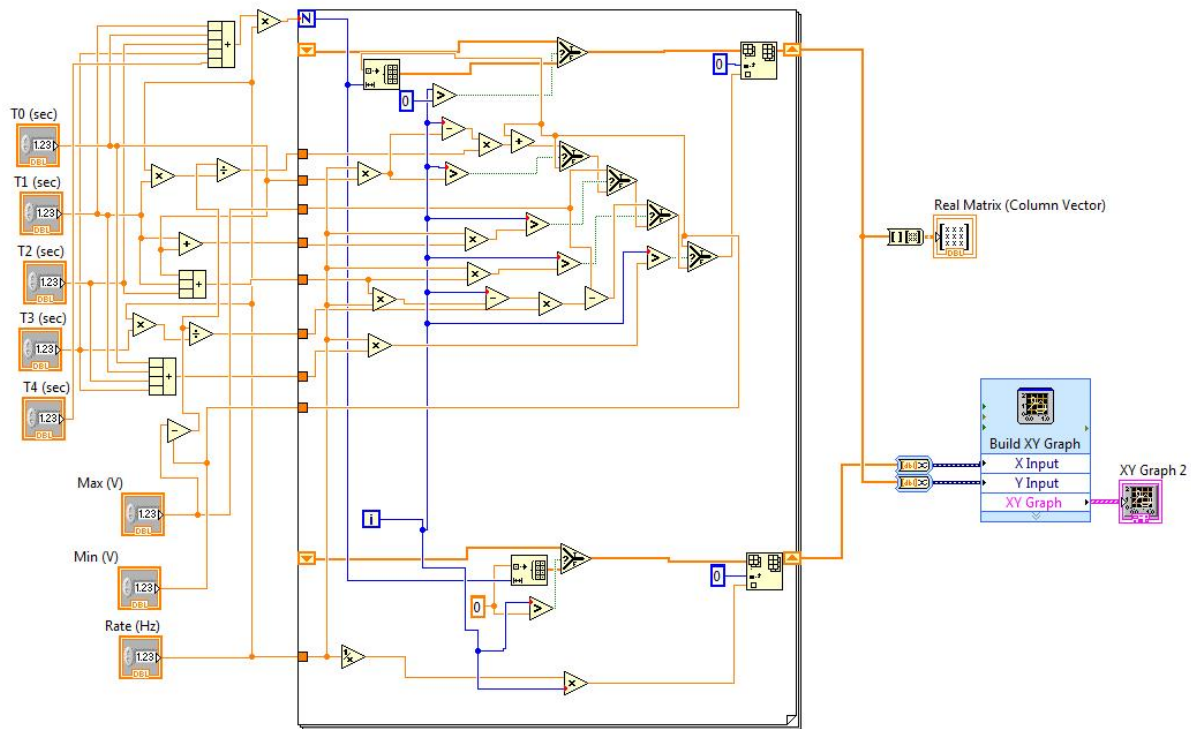 N
0
0
T0 (sec)
1.23
DBL
T1 (sec)
1.23
DBL
T2 (sec)
1.23
DBL
T3 (sec)
1.23
DBL
T4 (sec)
1.23
DBL
Max (V)
1.23
DBL
Min (V)
1.23
DBL
Rate (Hz)
1.23
DBL
i
0
0
Real Matrix (Column Vector)
DBL
Build XY Graph
X Input
Y Input
XY Graph
XY Graph 2